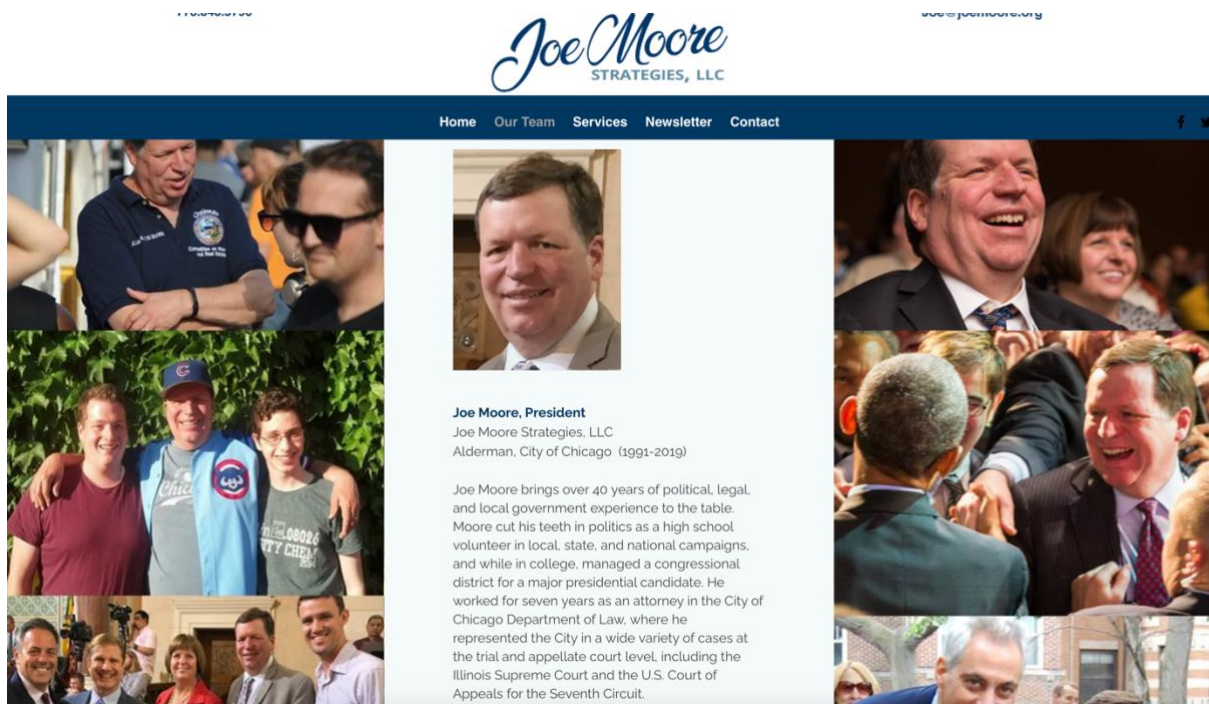 Joe@joemoore.org
Joe Moore
STRATEGIES, LLC
Home Our Team Services Newsletter Contact
Joe Moore, President
Joe Moore Strategies, LLC
Alderman, City of Chicago (1991-2019)
Joe Moore brings over 40 years of political, legal,
and local government experience to the table.
Moore cut his teeth in politics as a high school
volunteer in local, state, and national campaigns,
and while in college, managed a congressional
district for a major presidential candidate. He
worked for seven years as an attorney in the City of
Chicago Department of Law, where he
represented the City in a wide variety of cases at
the trial and appellate court level, including the
Illinois Supreme Court and the U.S. Court of
Appeals for the Seventh Circuit.
Chairman
C